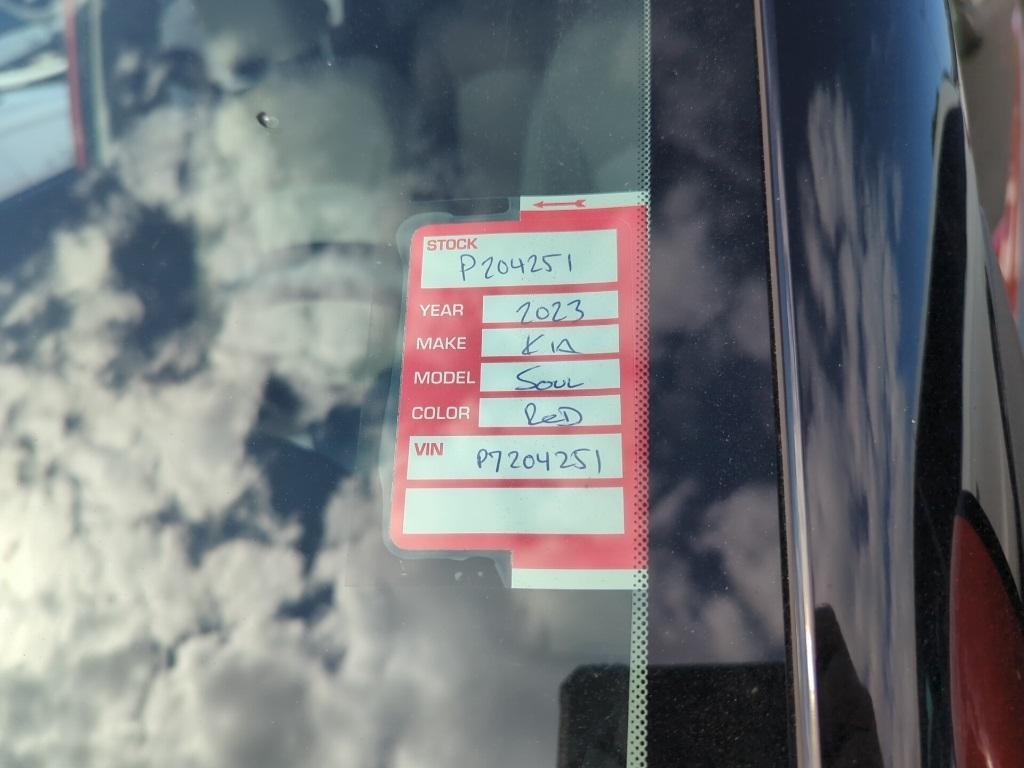 STOCK
P204251
YEAR 2023
MAKE KIA
MODEL SOUL
COLOR ReD
VIN P7204251